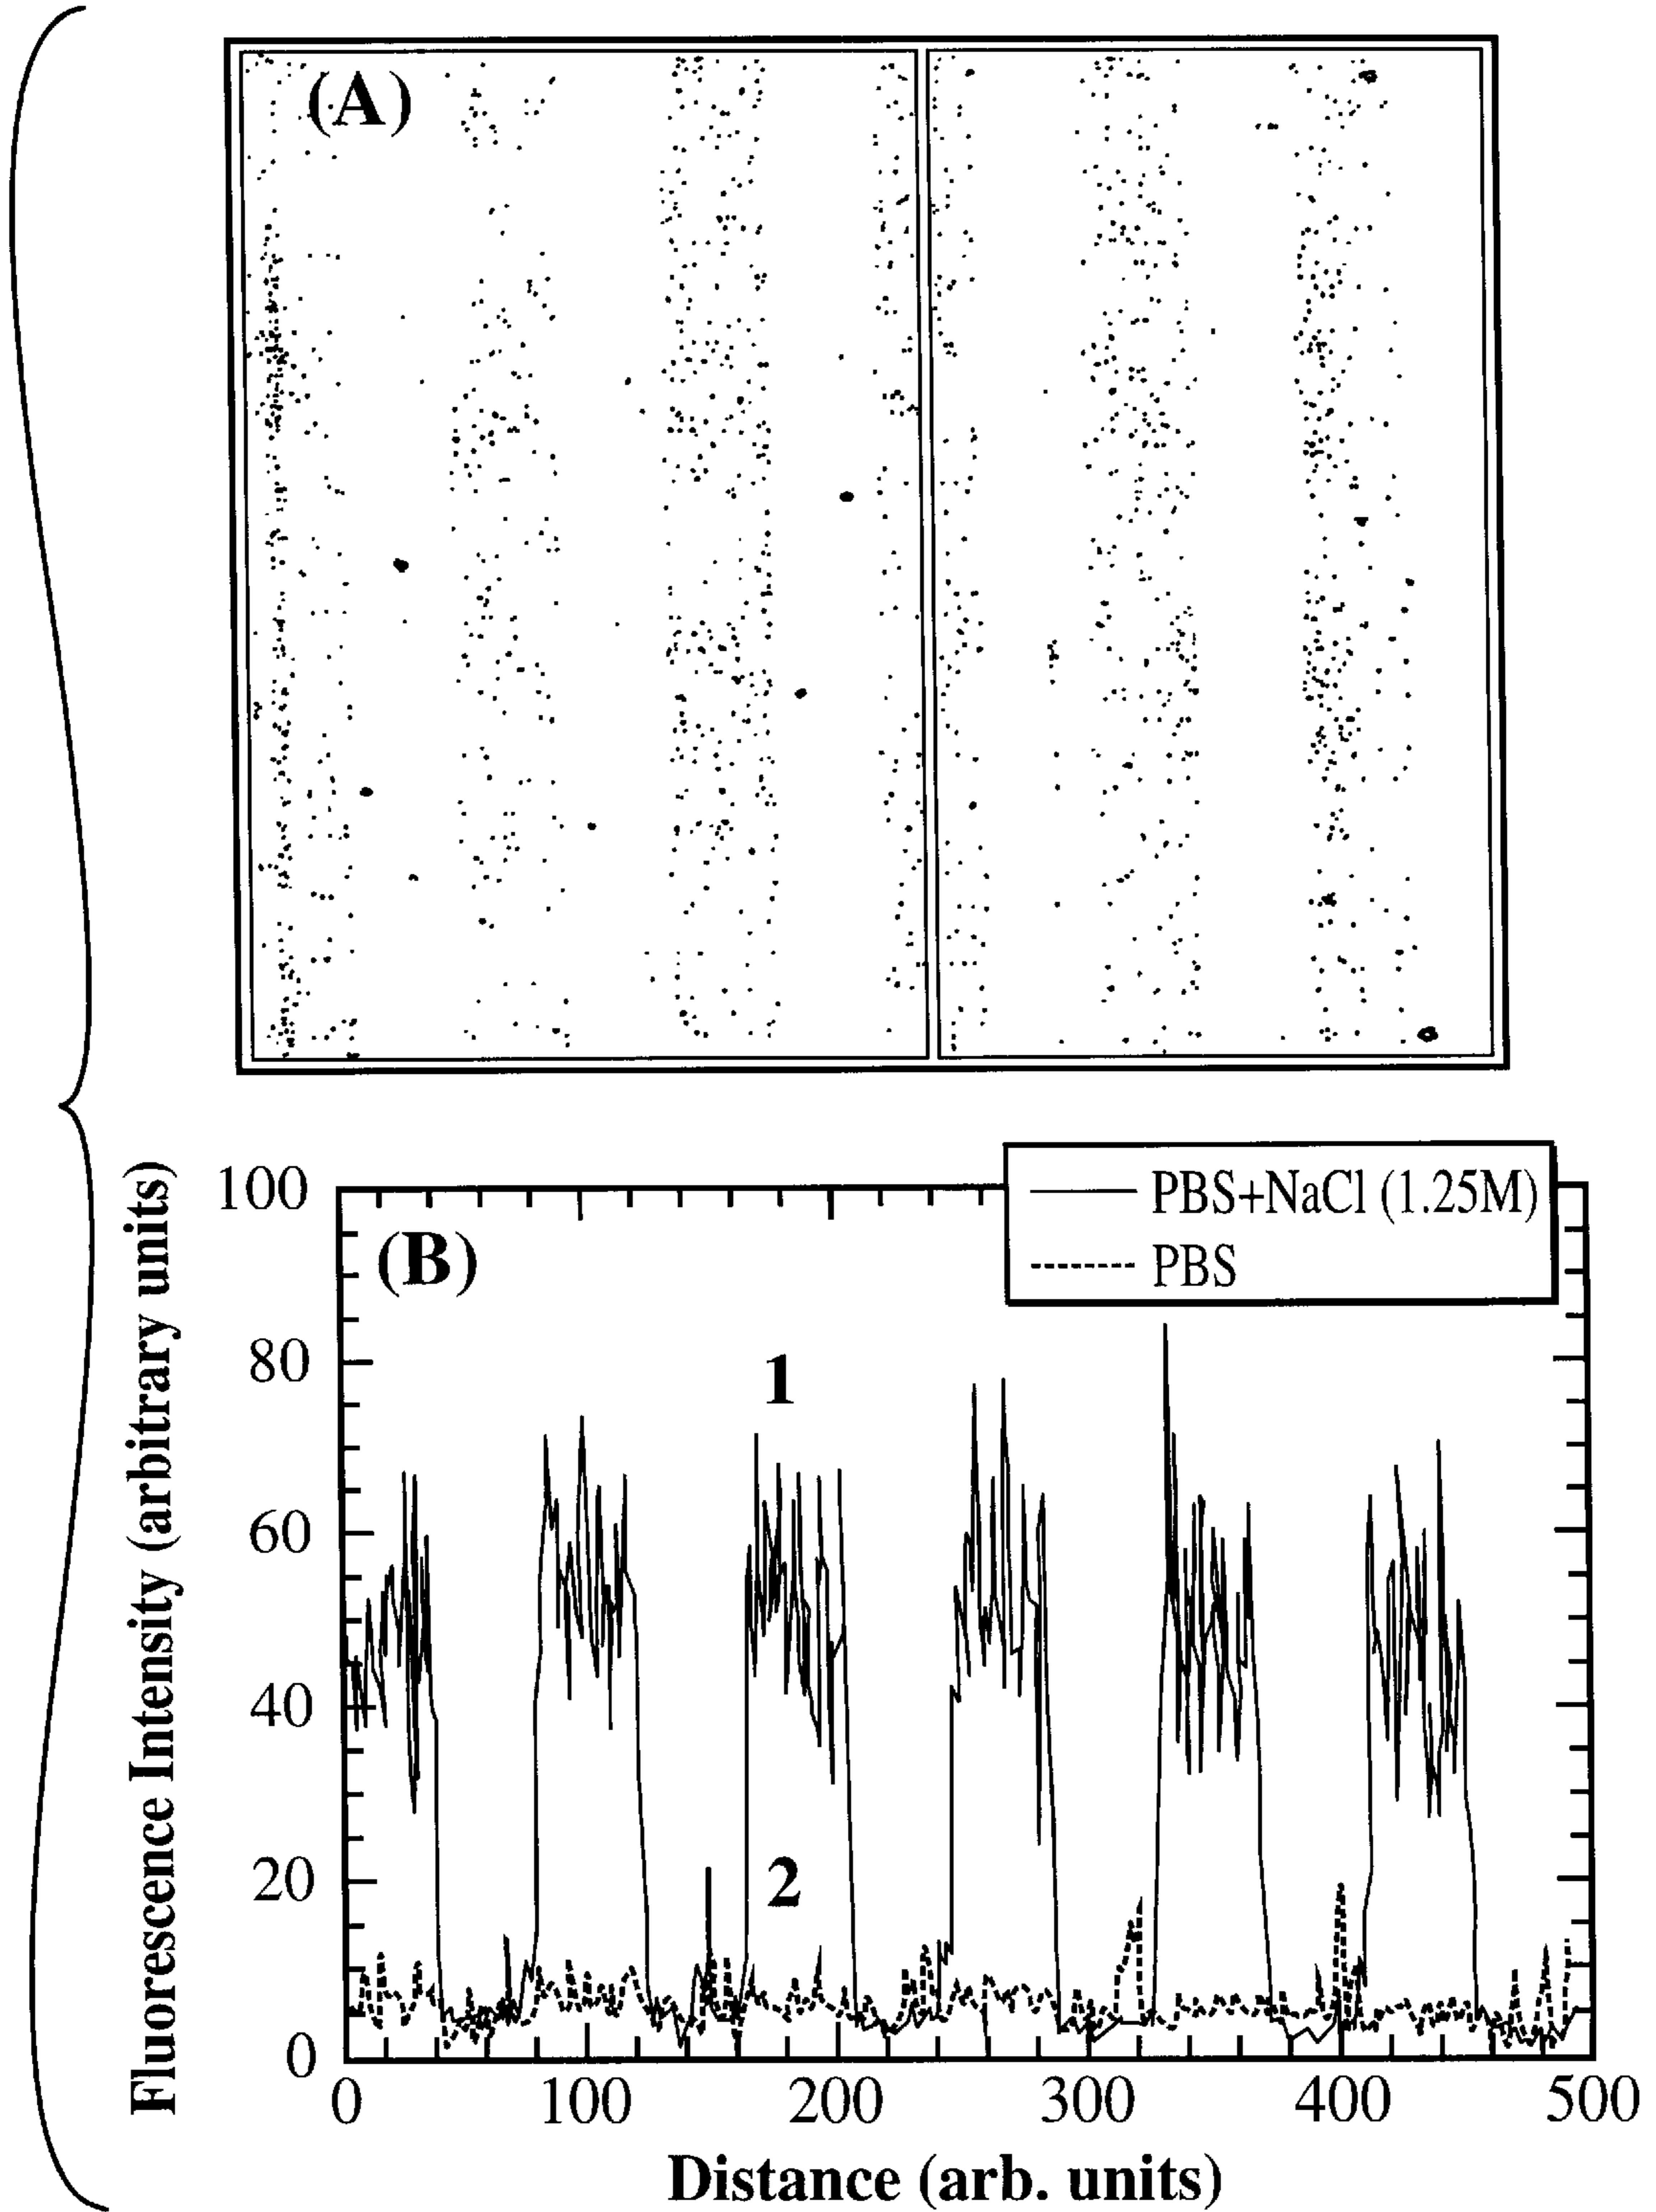 (A)
Fluorescence Intensity (arbitrary units)
100
80
60
40
20
0
(B)
PBS+NaCl (1.25M)
PBS
1
2
0 100 200 300 400 500
Distance (arb. units)